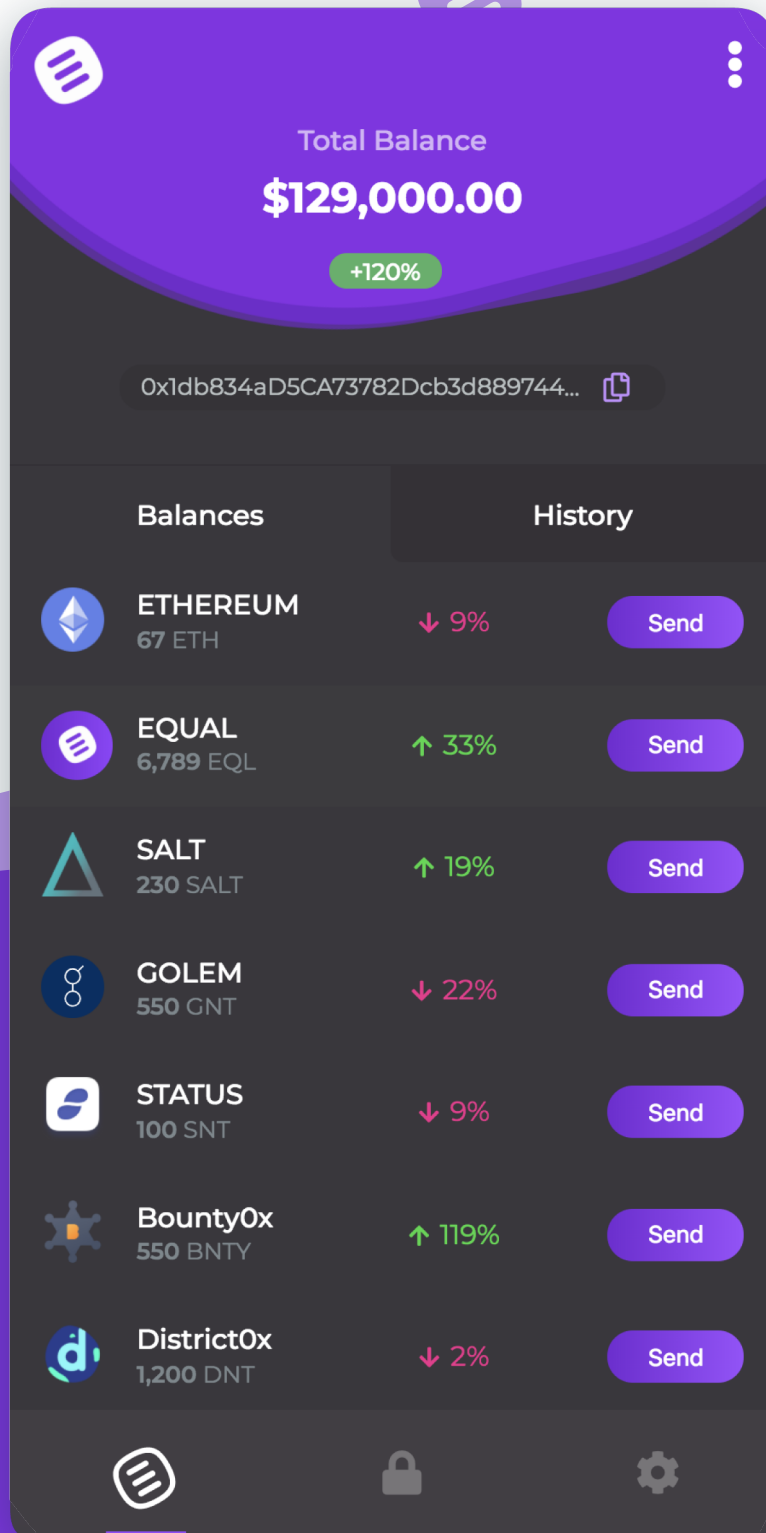 Total Balance
$129,000.00
+120%
0x1db834aD5CA73782Dcb3d889744...
Balances History
ETHEREUM
67 ETH
9%
Send
EQUAL
6,789 EQL
33%
Send
SALT
230 SALT
19%
Send
GOLEM
550 GNT
22%
Send
STATUS
100 SNT
9%
Send
Bounty0x
550 BNTY
119%
Send
District0x
1,200 DNT
2%
Send